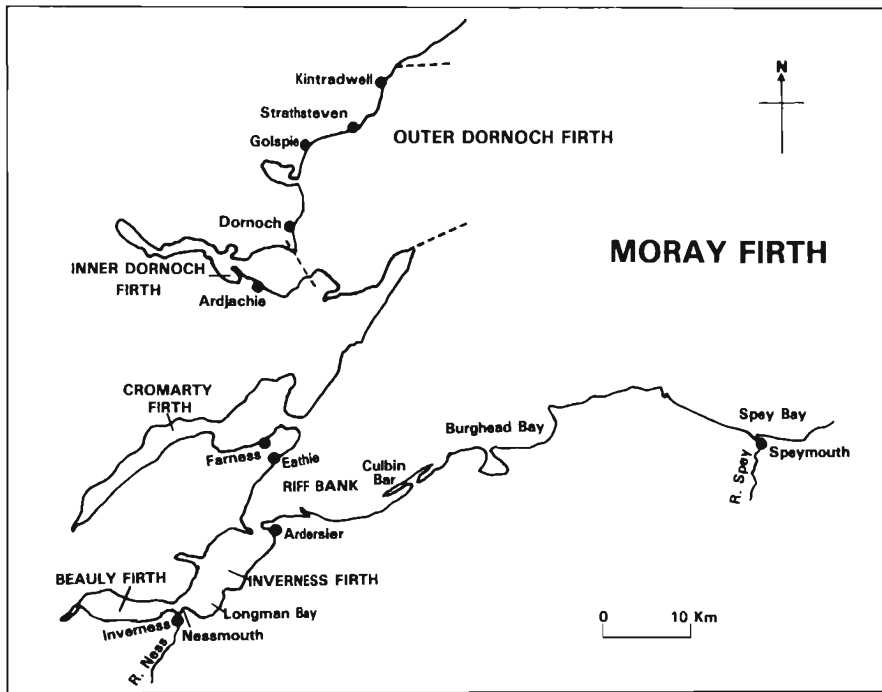 N
Kintradwell
Strathsteven
Golspie
OUTER DORNOCH FIRTH
Dornoch
MORAY FIRTH
INNER DORNOCH
FIRTH
Ardjachie
CROMARTY
FIRTH
Burghead Bay
Spey Bay
Farness
Eathie
Culbin
Bar
Speymouth
RIFF BANK
R. Spey
Ardersier
BEAULY FIRTH
INVERNESS FIRTH
Longman Bay
Inverness
Nessmouth
R. Ness
0 10 Km